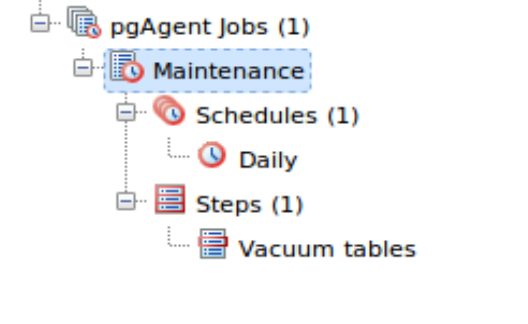 pgAgent Jobs (1)
Maintenance
Schedules (1)
Daily
Steps (1)
Vacuum tables